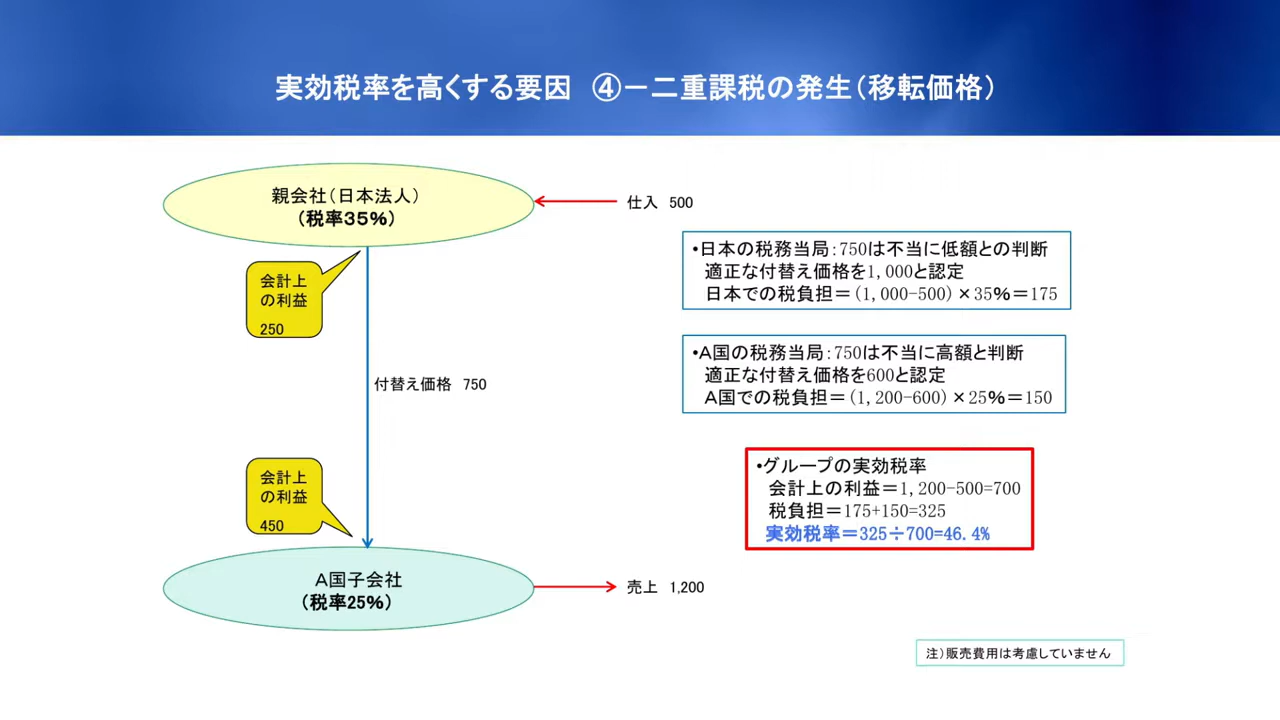 実効税率を高くする要因　④－二重課税の発生（移転価格）
親会社（日本法人）
（税率35%）
仕入　500
会計上
の利益
250
•日本の税務当局：750は不当に低額との判断
適正な付替え価格を1,000と認定
日本での税負担＝(1,000-500)×35％＝175
•A国の税務当局：750は不当に高額と判断
適正な付替え価格を600と認定
A国での税負担＝(1,200-600)×25％＝150
付替え価格　750
•グループの実効税率
会計上の利益＝1,200-500=700
税負担＝175+150=325
実効税率＝325÷700=46.4%
会計上
の利益
450
A国子会社
（税率25%）
売上　1,200
注）販売費用は考慮していません